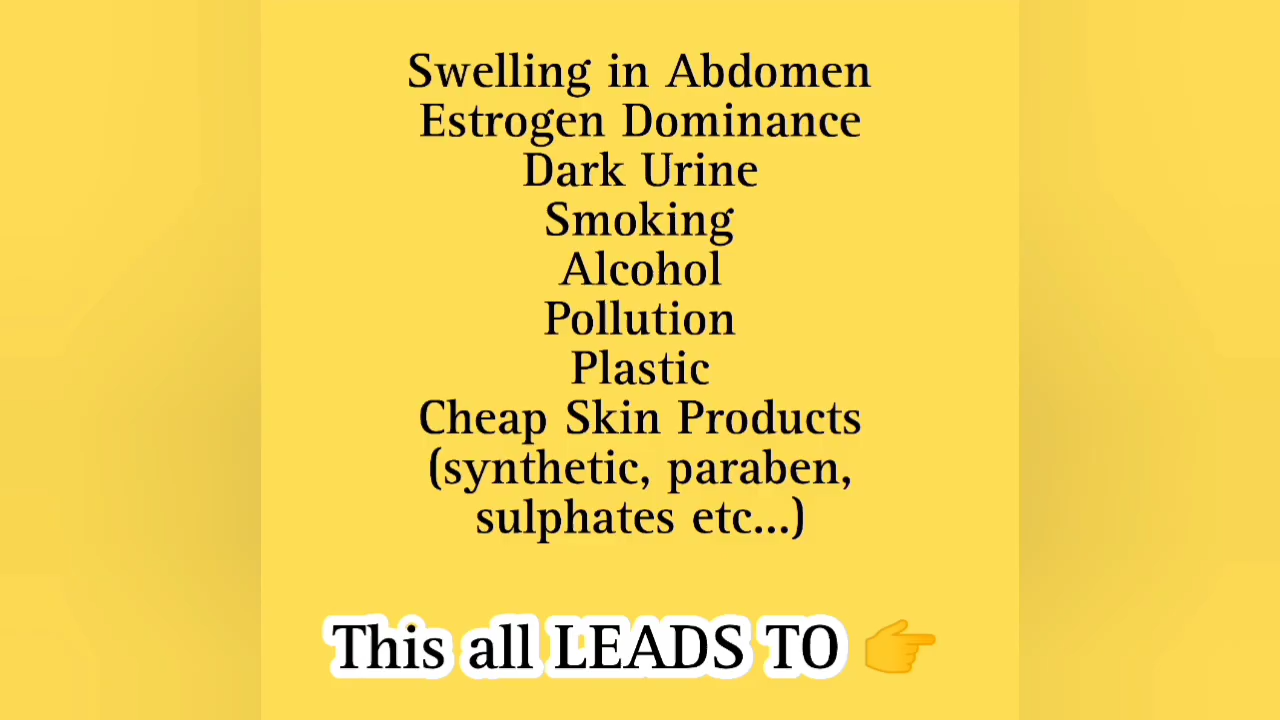 Swelling in Abdomen
Estrogen Dominance
Dark Urine
Smoking
Alcohol
Pollution
Plastic
Cheap Skin Products
(synthetic, paraben,
sulphates etc...)
This all LEADS TO 👉